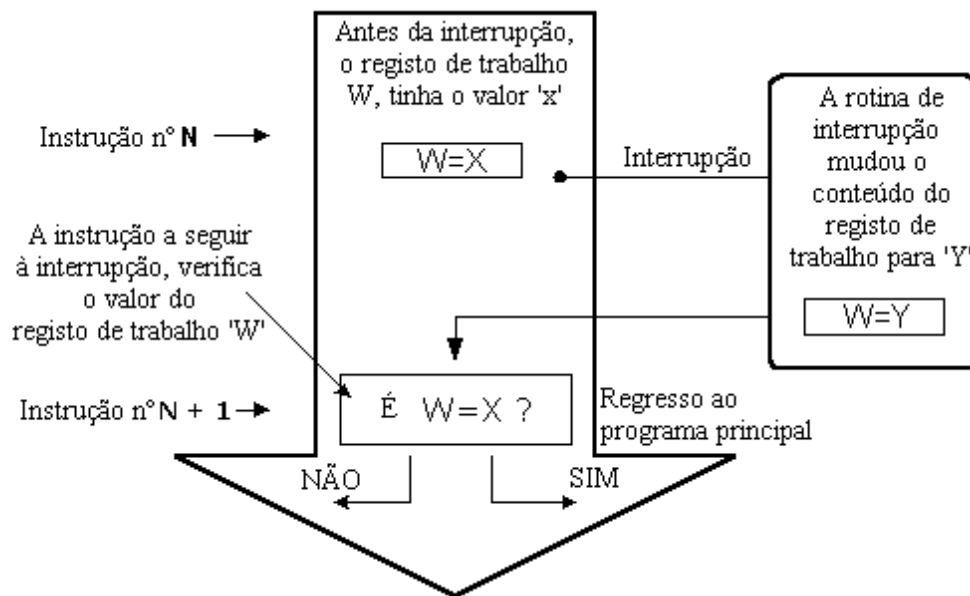 Antes da interrupção,
o registo de trabalho
W, tinha o valor 'x'
Instrução nº N
W=X
Interrupção
A rotina de
interrupção
mudou o
conteúdo do
registo de
trabalho para 'Y'
W=Y
A instrução a seguir
à interrupção, verifica
o valor do
registo de trabalho 'W'
Instrução nº N + 1
É W=X ?
Regresso ao
programa principal
NÃO
SIM